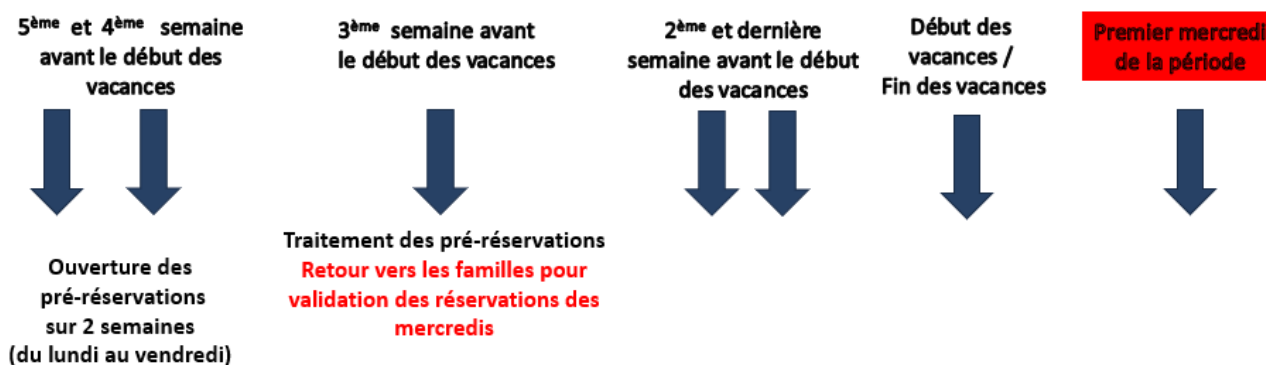 5ème et 4ème semaine
avant le début des
vacances
3ème semaine avant
le début des vacances
2ème et dernière
semaine avant le début
des vacances
Début des
vacances /
Fin des vacances
Premier mercredi
de la période
Ouverture des
pré-réservations
sur 2 semaines
(du lundi au vendredi)
Traitement des pré-réservations
Retour vers les familles pour
validation des réservations des
mercredis